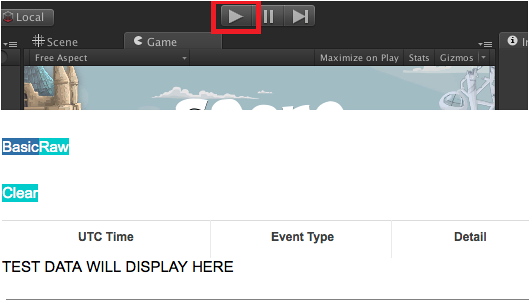 Local
Scene
Game
Free Aspect
Maximize on Play
Stats
Gizmos
BasicRaw
Clear
UTC Time
Event Type
Detail
TEST DATA WILL DISPLAY HERE